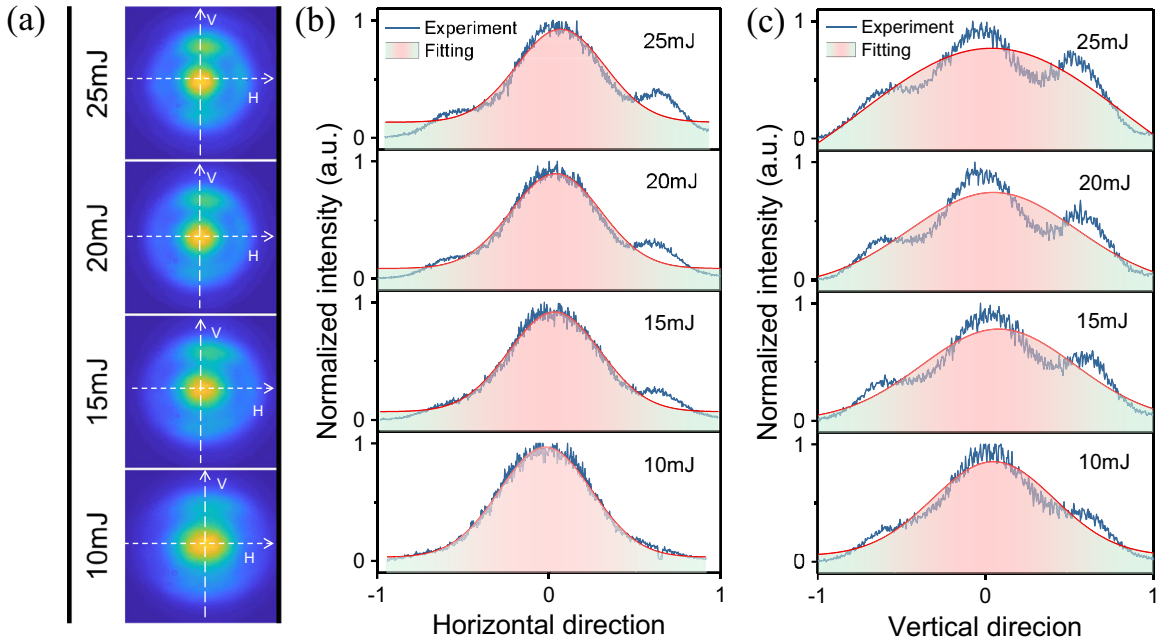 (a)
25mJ
V
H
20mJ
V
H
15mJ
V
H
10mJ
V
H
(b)
Normalized intensity (a.u.)
1
0
Experiment
Fitting
25mJ
1
0
20mJ
1
0
15mJ
1
0
10mJ
-1
0
1
Horizontal direction
(c)
Normalized intensity (a.u.)
1
0
Experiment
Fitting
25mJ
1
0
20mJ
1
0
15mJ
1
0
10mJ
-1
0
1
Vertical direcion